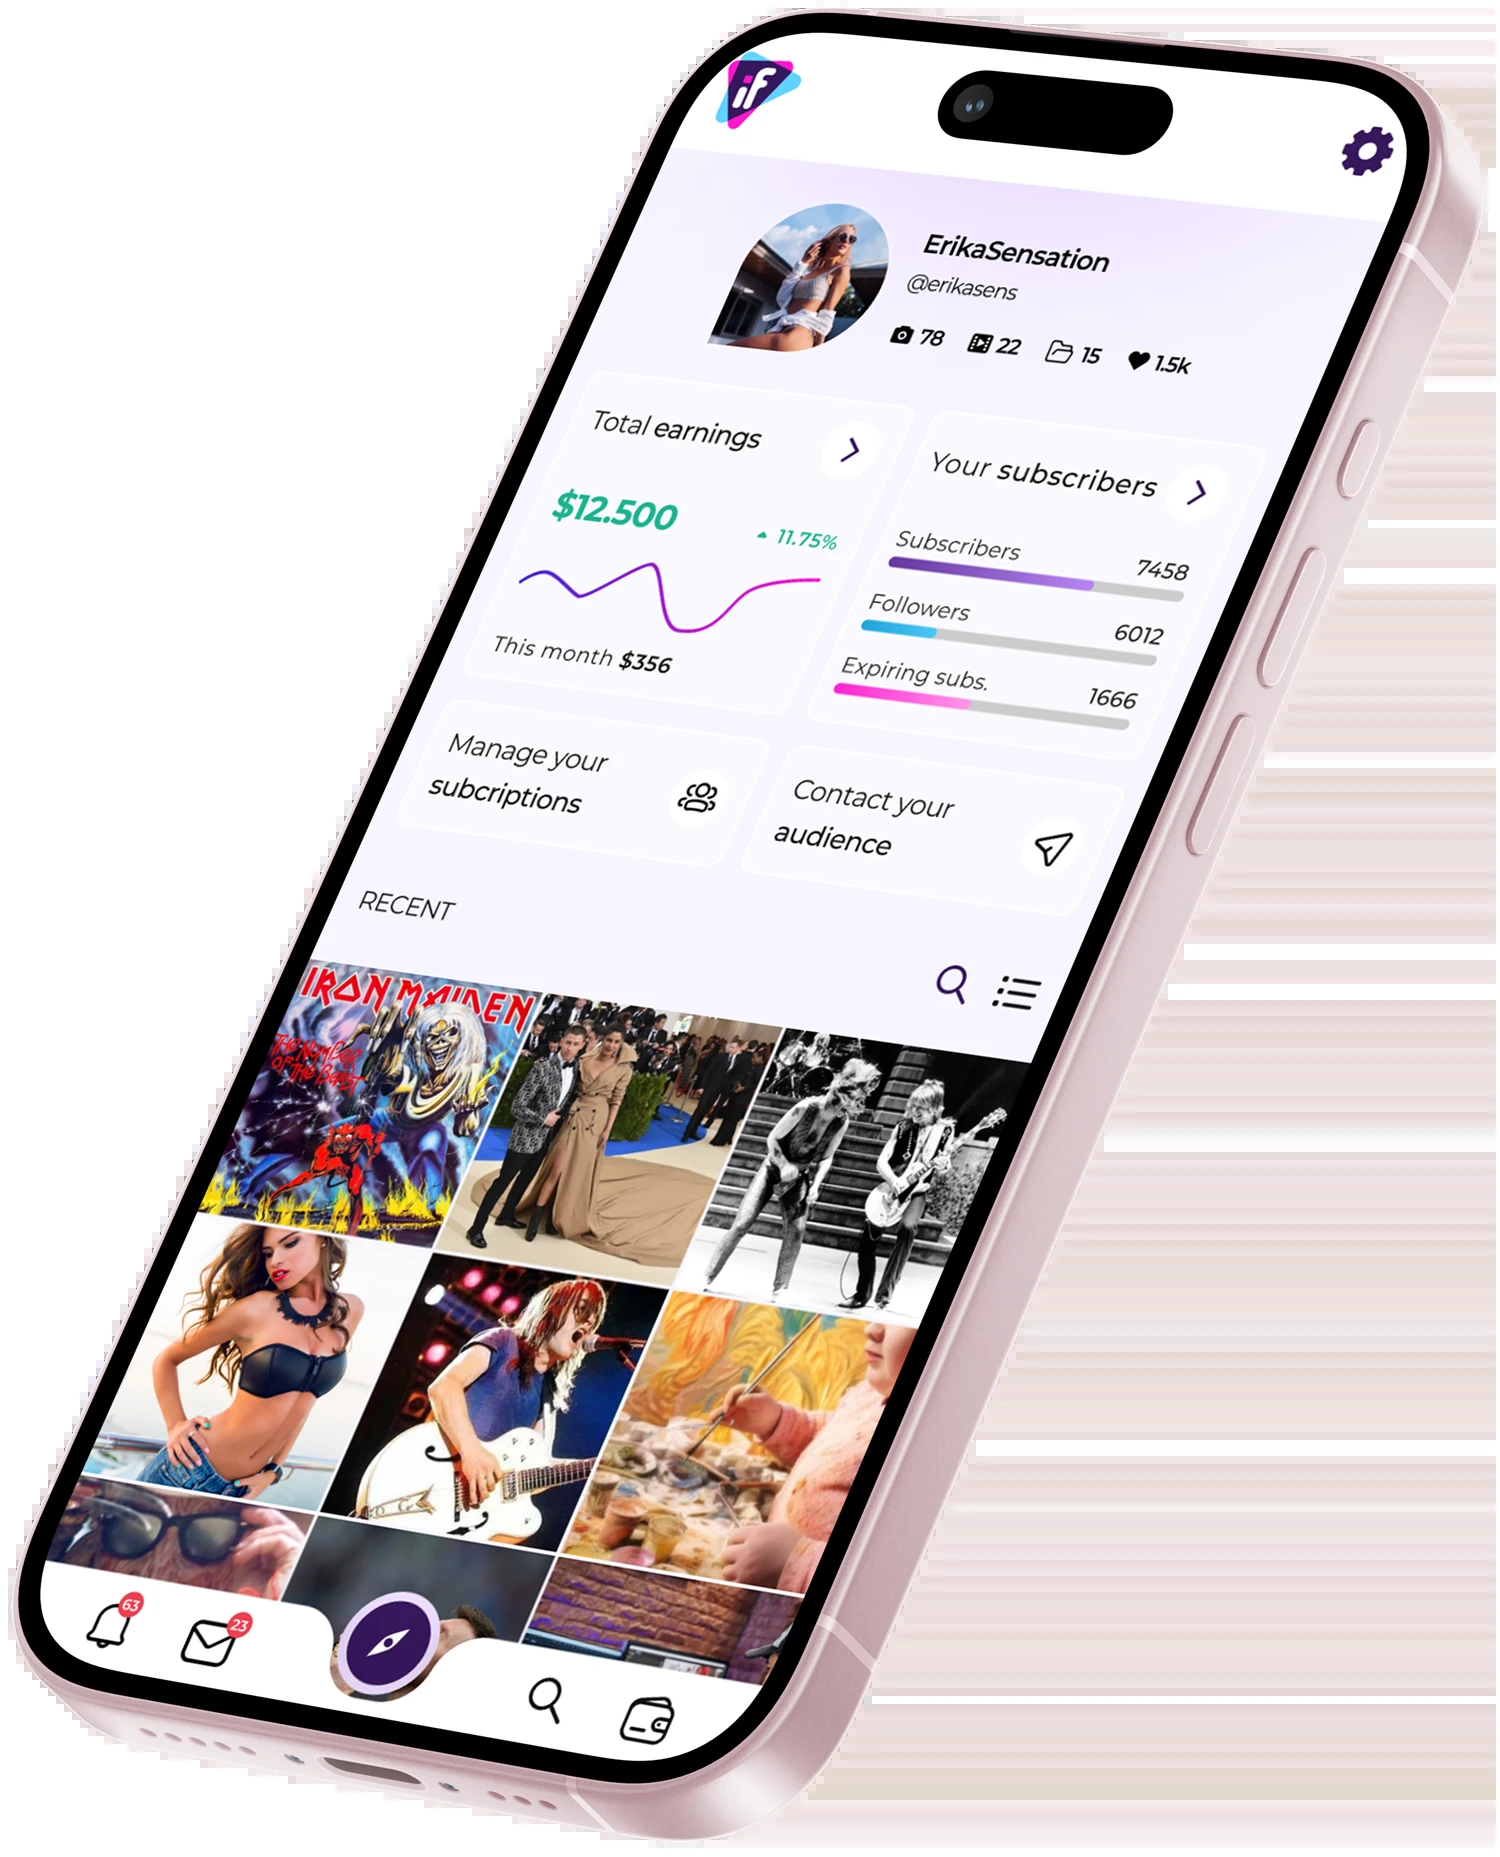 if
ErikaSensation
@erikasens
78 22 15 1.5k
Total earnings
$12.500
11.75%
This month $356
Your subscribers
Subscribers 7458
Followers 6012
Expiring subs. 1666
Manage your
subcriptions
Contact your
audience
RECENT
IRON MAIDEN
THE NUMBER
OF THE BEAST
63
23